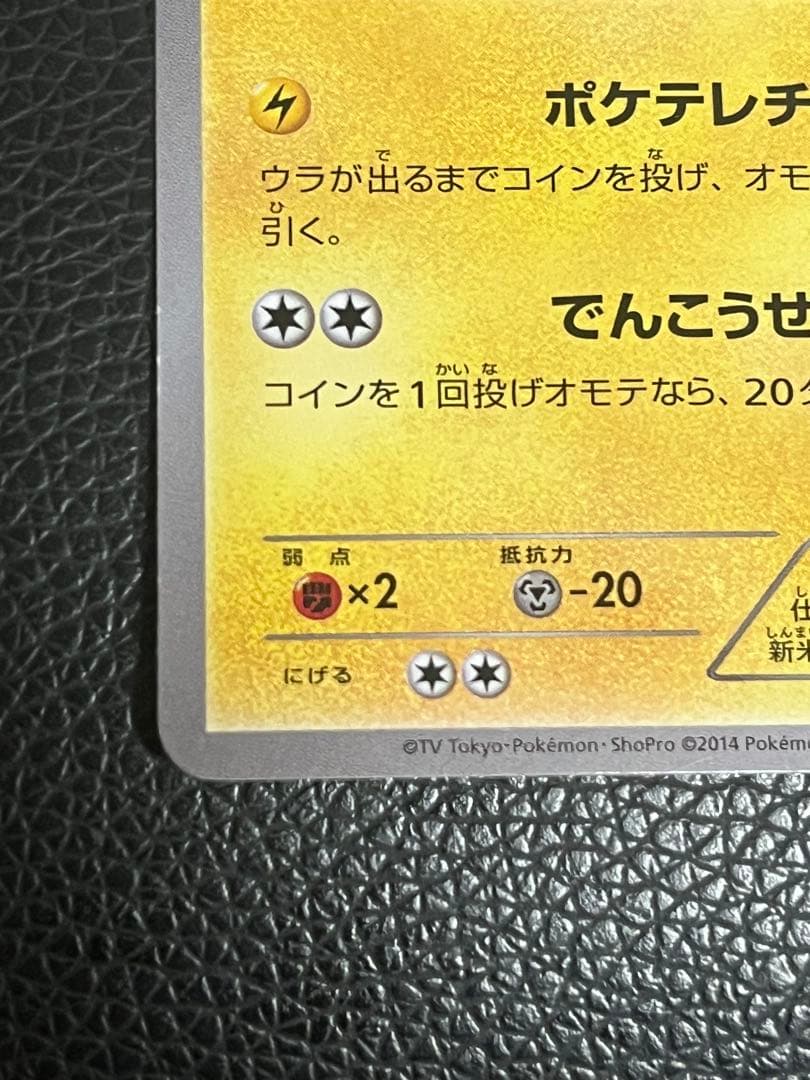 ポケテレチ
ウラが出るまでコインを投げ、オモ
引く。
でんこうせ
コインを1回投げオモテなら、20
弱点
抵抗力
×2
-20
にげる
仕
新米
©TV Tokyo・Pokémon・ShoPro ©2014 Pokém